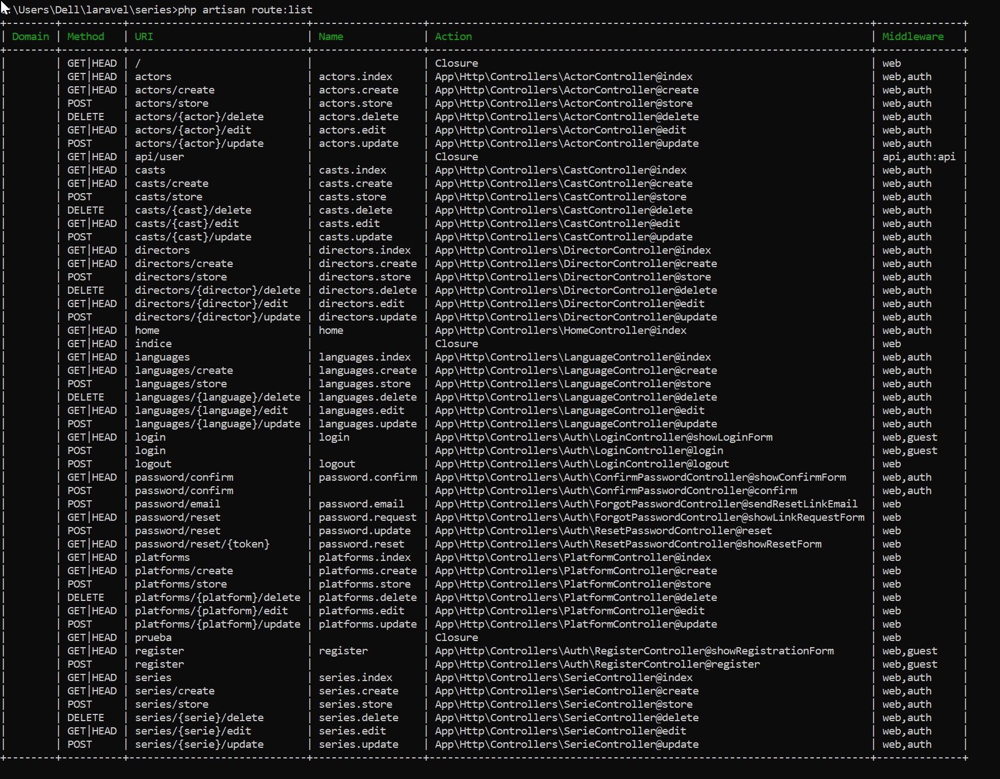 :\Users\Dell\laravel\series>php artisan route:list
+--------+----------+-----------------------------+------------------+------------------------------------------------------------------------+--------------+
| Domain | Method   | URI                         | Name             | Action                                                                 | Middleware   |
+--------+----------+-----------------------------+------------------+------------------------------------------------------------------------+--------------+
|        | GET|HEAD | /                           |                  | Closure                                                                | web          |
|        | GET|HEAD | actors                      | actors.index     | App\Http\Controllers\ActorController@index                             | web,auth     |
|        | GET|HEAD | actors/create               | actors.create    | App\Http\Controllers\ActorController@create                            | web,auth     |
|        | POST     | actors/store                | actors.store     | App\Http\Controllers\ActorController@store                             | web,auth     |
|        | DELETE   | actors/{actor}/delete       | actors.delete    | App\Http\Controllers\ActorController@delete                            | web,auth     |
|        | GET|HEAD | actors/{actor}/edit         | actors.edit      | App\Http\Controllers\ActorController@edit                              | web,auth     |
|        | POST     | actors/{actor}/update       | actors.update    | App\Http\Controllers\ActorController@update                            | web,auth     |
|        | GET|HEAD | api/user                    |                  | Closure                                                                | api,auth:api |
|        | GET|HEAD | casts                       | casts.index      | App\Http\Controllers\CastController@index                              | web,auth     |
|        | GET|HEAD | casts/create                | casts.create     | App\Http\Controllers\CastController@create                             | web,auth     |
|        | POST     | casts/store                 | casts.store      | App\Http\Controllers\CastController@store                              | web,auth     |
|        | DELETE   | casts/{cast}/delete         | casts.delete     | App\Http\Controllers\CastController@delete                             | web,auth     |
|        | GET|HEAD | casts/{cast}/edit           | casts.edit       | App\Http\Controllers\CastController@edit                               | web,auth     |
|        | POST     | casts/{cast}/update         | casts.update     | App\Http\Controllers\CastController@update                             | web,auth     |
|        | GET|HEAD | directors                   | directors.index  | App\Http\Controllers\DirectorController@index                          | web,auth     |
|        | GET|HEAD | directors/create            | directors.create | App\Http\Controllers\DirectorController@create                         | web,auth     |
|        | POST     | directors/store             | directors.store  | App\Http\Controllers\DirectorController@store                          | web,auth     |
|        | DELETE   | directors/{director}/delete | directors.delete | App\Http\Controllers\DirectorController@delete                         | web,auth     |
|        | GET|HEAD | directors/{director}/edit   | directors.edit   | App\Http\Controllers\DirectorController@edit                           | web,auth     |
|        | POST     | directors/{director}/update | directors.update | App\Http\Controllers\DirectorController@update                         | web,auth     |
|        | GET|HEAD | home                        | home             | App\Http\Controllers\HomeController@index                              | web,auth     |
|        | GET|HEAD | indice                      |                  | Closure                                                                | web          |
|        | GET|HEAD | languages                   | languages.index  | App\Http\Controllers\LanguageController@index                          | web,auth     |
|        | GET|HEAD | languages/create            | languages.create | App\Http\Controllers\LanguageController@create                         | web,auth     |
|        | POST     | languages/store             | languages.store  | App\Http\Controllers\LanguageController@store                          | web,auth     |
|        | DELETE   | languages/{language}/delete | languages.delete | App\Http\Controllers\LanguageController@delete                         | web,auth     |
|        | GET|HEAD | languages/{language}/edit   | languages.edit   | App\Http\Controllers\LanguageController@edit                           | web,auth     |
|        | POST     | languages/{language}/update | languages.update | App\Http\Controllers\LanguageController@update                         | web,auth     |
|        | GET|HEAD | login                       | login            | App\Http\Controllers\Auth\LoginController@showLoginForm                | web,guest    |
|        | POST     | login                       |                  | App\Http\Controllers\Auth\LoginController@login                        | web,guest    |
|        | POST     | logout                      | logout           | App\Http\Controllers\Auth\LoginController@logout                       | web          |
|        | GET|HEAD | password/confirm            | password.confirm | App\Http\Controllers\Auth\ConfirmPasswordController@showConfirmForm    | web,auth     |
|        | POST     | password/confirm            |                  | App\Http\Controllers\Auth\ConfirmPasswordController@confirm            | web,auth     |
|        | POST     | password/email              | password.email   | App\Http\Controllers\Auth\ForgotPasswordController@sendResetLinkEmail  | web          |
|        | GET|HEAD | password/reset              | password.request | App\Http\Controllers\Auth\ForgotPasswordController@showLinkRequestForm | web          |
|        | POST     | password/reset              | password.update  | App\Http\Controllers\Auth\ResetPasswordController@reset                | web          |
|        | GET|HEAD | password/reset/{token}      | password.reset   | App\Http\Controllers\Auth\ResetPasswordController@showResetForm        | web          |
|        | GET|HEAD | platforms                   | platforms.index  | App\Http\Controllers\PlatformController@index                          | web          |
|        | GET|HEAD | platforms/create            | platforms.create | App\Http\Controllers\PlatformController@create                         | web          |
|        | POST     | platforms/store             | platforms.store  | App\Http\Controllers\PlatformController@store                          | web          |
|        | DELETE   | platforms/{platform}/delete | platforms.delete | App\Http\Controllers\PlatformController@delete                         | web          |
|        | GET|HEAD | platforms/{platform}/edit   | platforms.edit   | App\Http\Controllers\PlatformController@edit                           | web          |
|        | POST     | platforms/{platform}/update | platforms.update | App\Http\Controllers\PlatformController@update                         | web          |
|        | GET|HEAD | prueba                      |                  | Closure                                                                | web          |
|        | GET|HEAD | register                    | register         | App\Http\Controllers\Auth\RegisterController@showRegistrationForm      | web,guest    |
|        | POST     | register                    |                  | App\Http\Controllers\Auth\RegisterController@register                  | web,guest    |
|        | GET|HEAD | series                      | series.index     | App\Http\Controllers\SerieController@index                             | web,auth     |
|        | GET|HEAD | series/create               | series.create    | App\Http\Controllers\SerieController@create                            | web,auth     |
|        | POST     | series/store                | series.store     | App\Http\Controllers\SerieController@store                             | web,auth     |
|        | DELETE   | series/{serie}/delete       | series.delete    | App\Http\Controllers\SerieController@delete                            | web,auth     |
|        | GET|HEAD | series/{serie}/edit         | series.edit      | App\Http\Controllers\SerieController@edit                              | web,auth     |
|        | POST     | series/{serie}/update       | series.update    | App\Http\Controllers\SerieController@update                            | web,auth     |
+--------+----------+-----------------------------+------------------+------------------------------------------------------------------------+--------------+